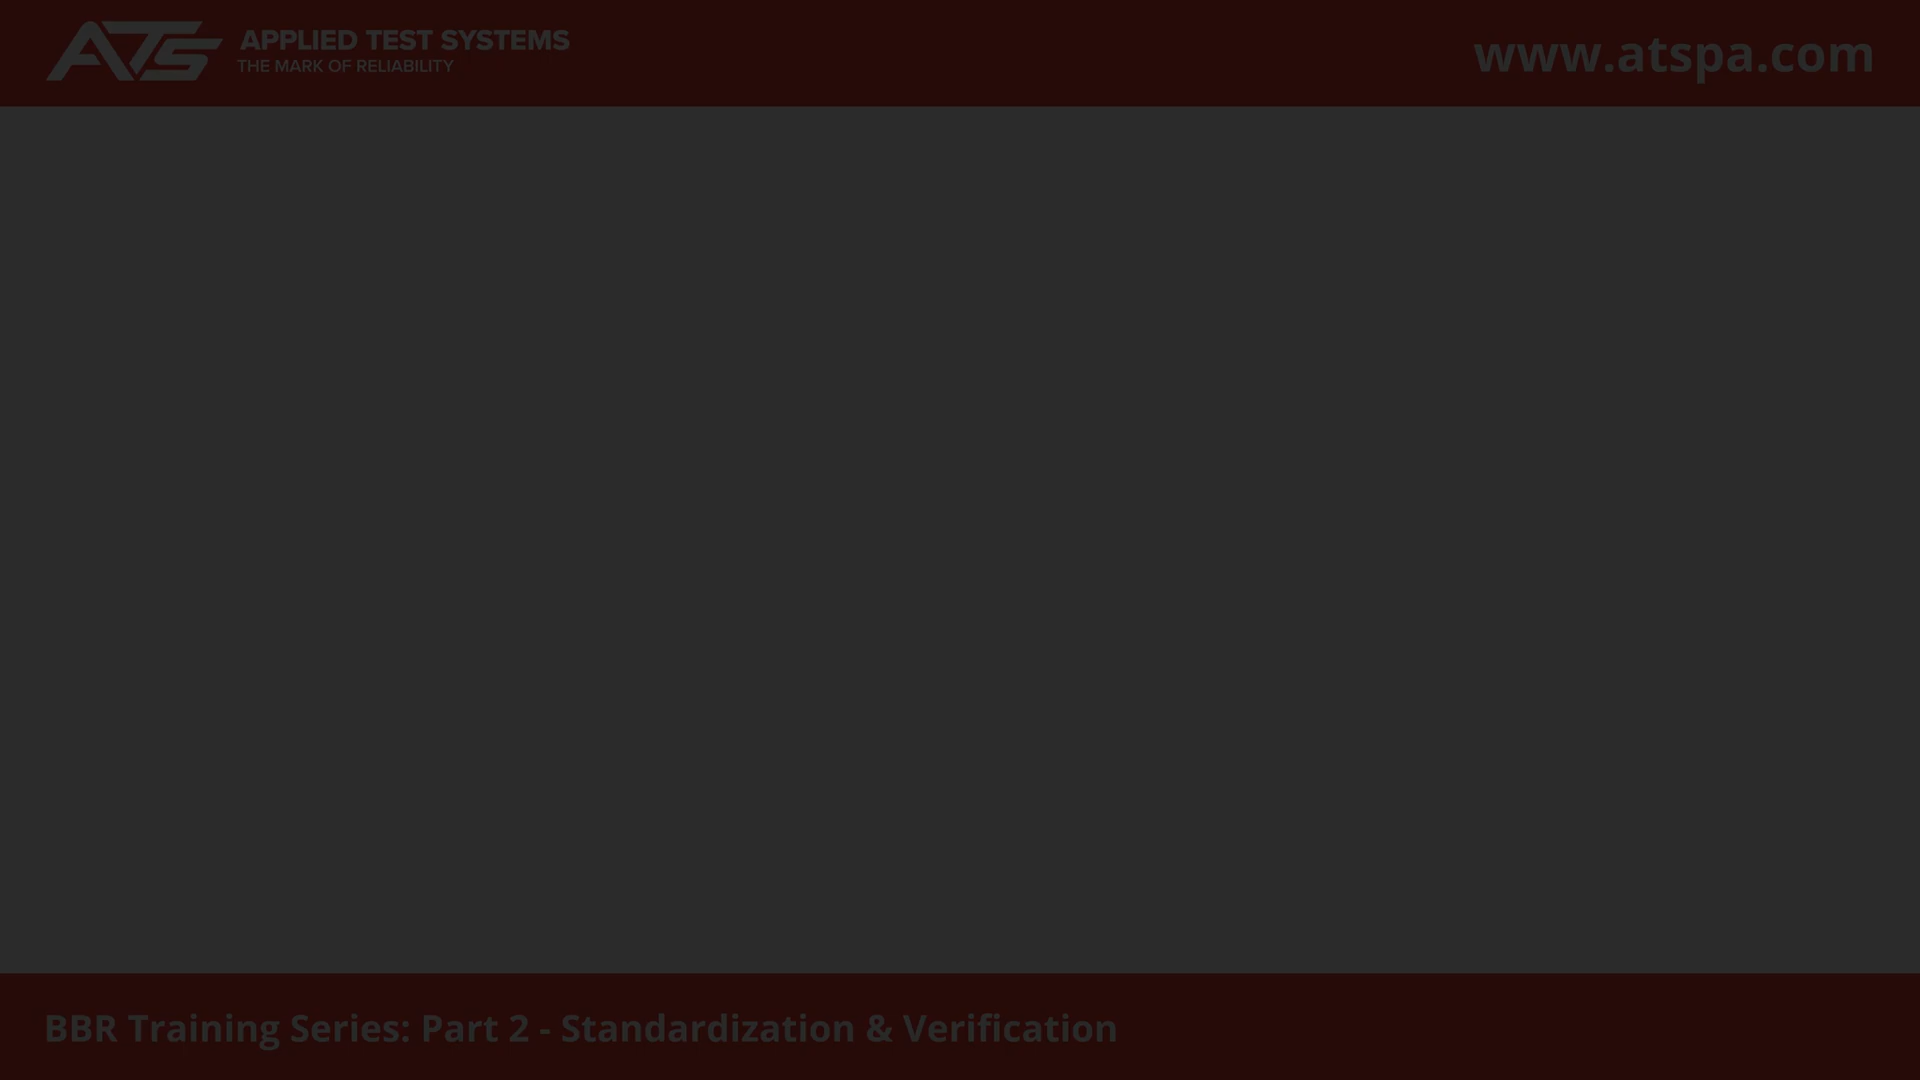 ATS
APPLIED TEST SYSTEMS
THE MARK OF RELIABILITY
www.atspa.com
BBR Training Series: Part 2 - Standardization & Verification